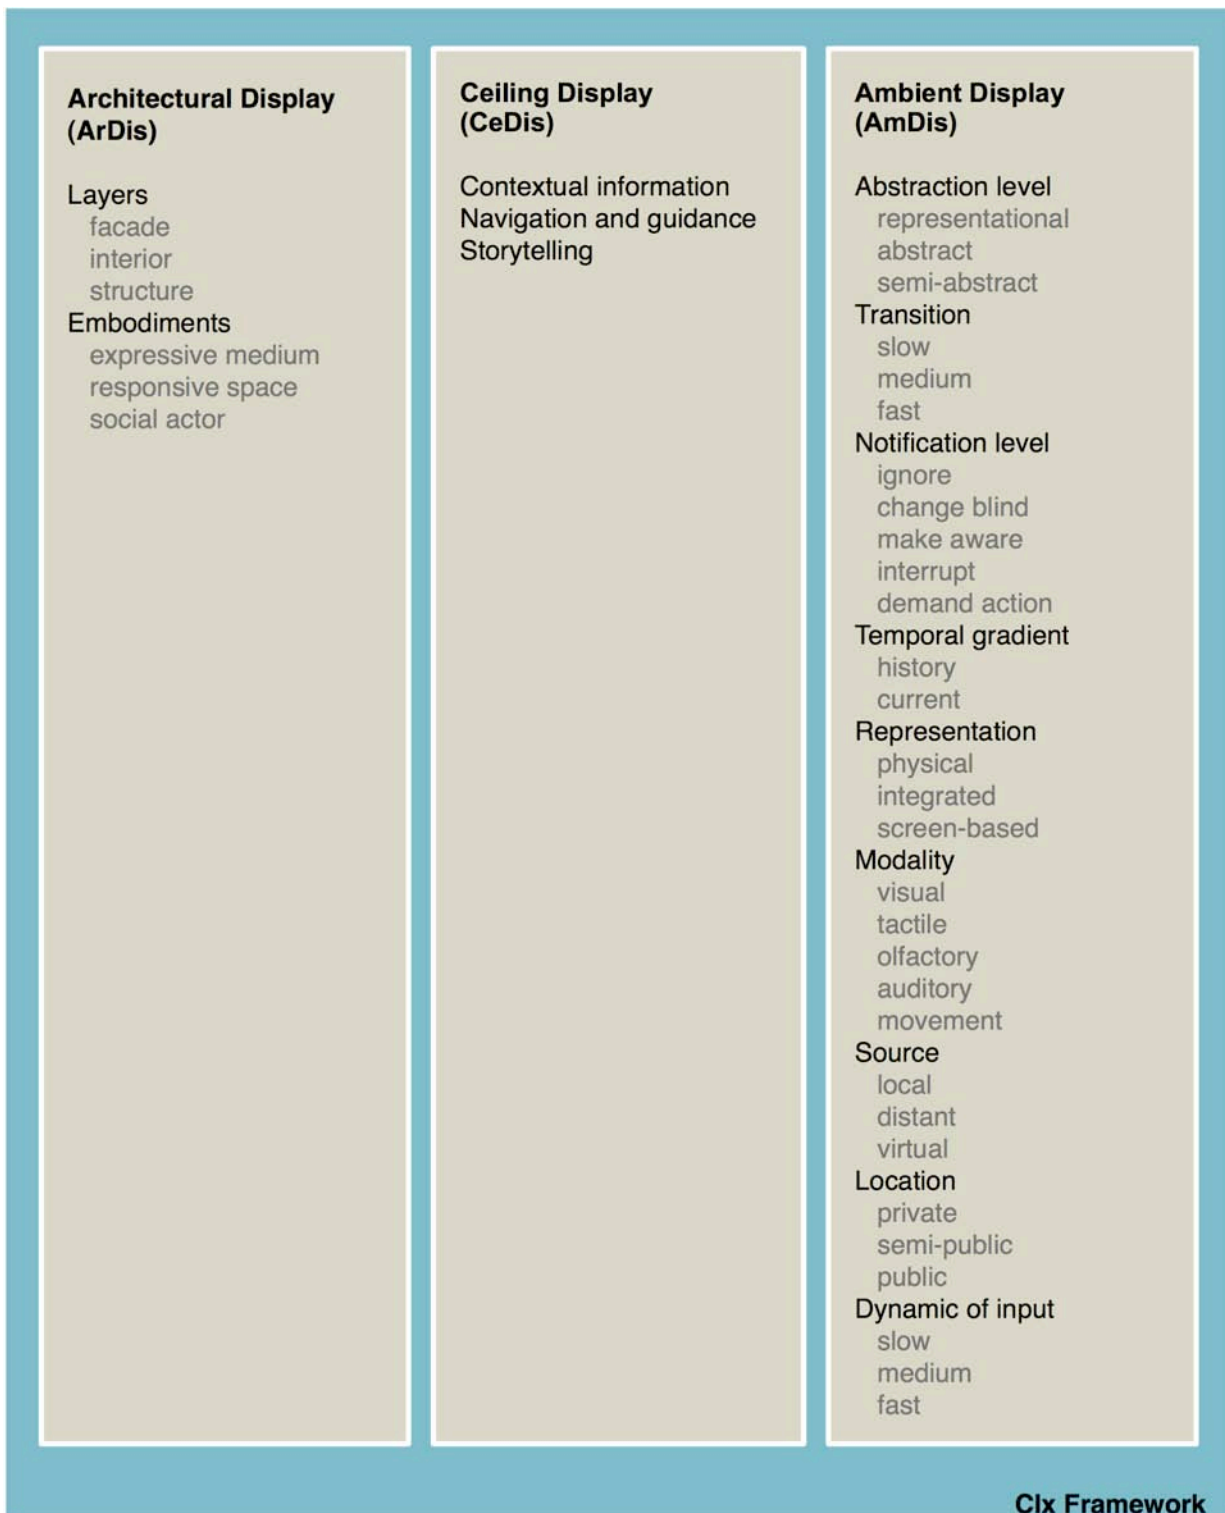 Architectural Display
(ArDis)
Layers
facade
interior
structure
Embodiments
expressive medium
responsive space
social actor
Ceiling Display
(CeDis)
Contextual information
Navigation and guidance
Storytelling
Ambient Display
(AmDis)
Abstraction level
representational
abstract
semi-abstract
Transition
slow
medium
fast
Notification level
ignore
change blind
make aware
interrupt
demand action
Temporal gradient
history
current
Representation
physical
integrated
screen-based
Modality
visual
tactile
olfactory
auditory
movement
Source
local
distant
virtual
Location
private
semi-public
public
Dynamic of input
slow
medium
fast
CIx Framework